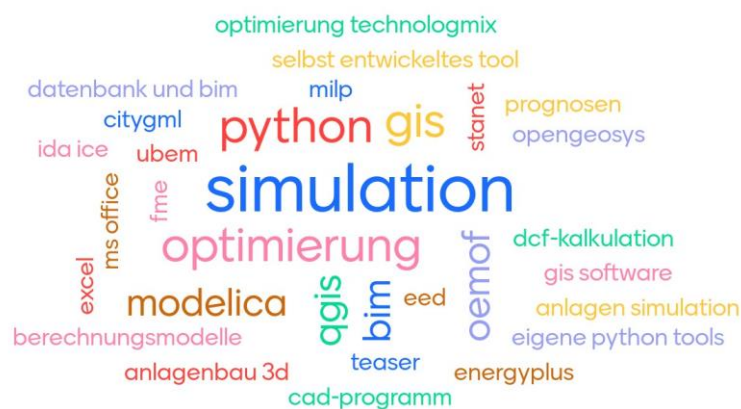 optimierung technologmix
selbst entwickeltes tool
datenbank und bim
milp
citygml
python
gis
stanet
prognosen
opengeosys
ida ice
ubem
ms office
fme
simulation
optimierung
oemof
dcf-kalkulation
gis software
excel
modelica
qgis
bim
eed
anlagen simulation
berechnungsmodelle
eigene python tools
teaser
anlagenbau 3d
energyplus
cad-programm